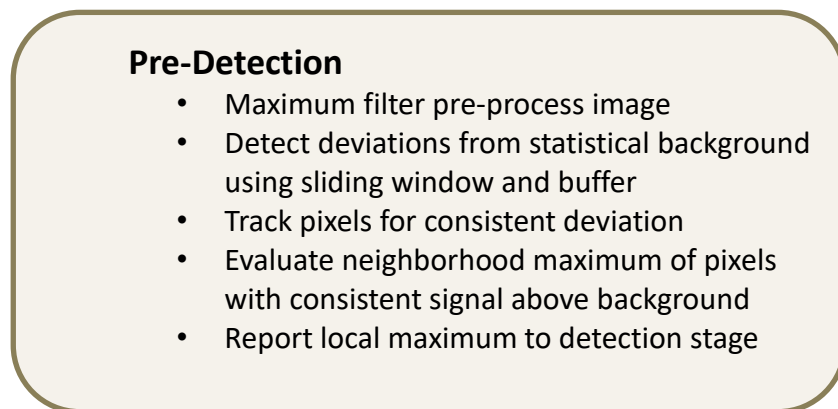 Pre-Detection
• Maximum filter pre-process image
• Detect deviations from statistical background
using sliding window and buffer
• Track pixels for consistent deviation
• Evaluate neighborhood maximum of pixels
with consistent signal above background
• Report local maximum to detection stage